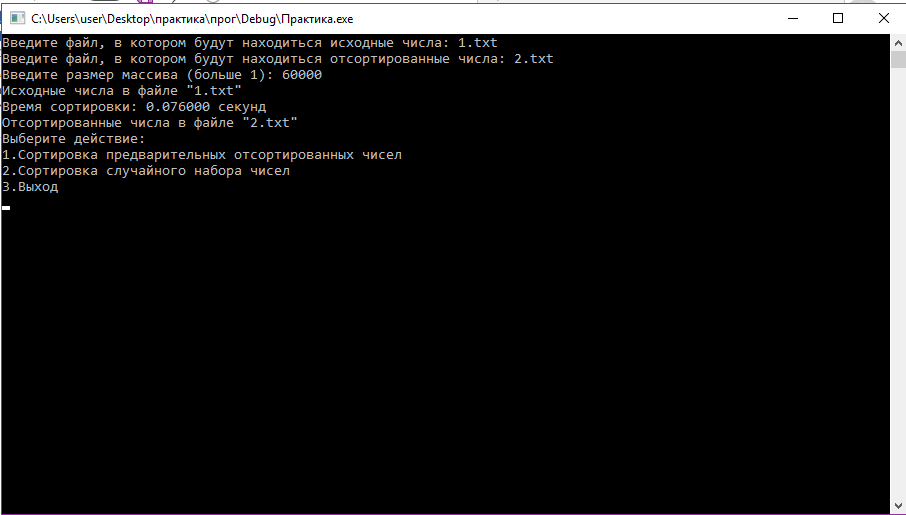 C:\Users\user\Desktop\практика\прог\Debug\Практика.exe
Введите файл, в котором будут находиться исходные числа: 1.txt
Введите файл, в котором будут находиться отсортированные числа: 2.txt
Введите размер массива (больше 1): 60000
Исходные числа в файле "1.txt"
Время сортировки: 0.076000 секунд
Отсортированные числа в файле "2.txt"
Выберите действие:
1.Сортировка предварительных отсортированных чисел
2.Сортировка случайного набора чисел
3.Выход